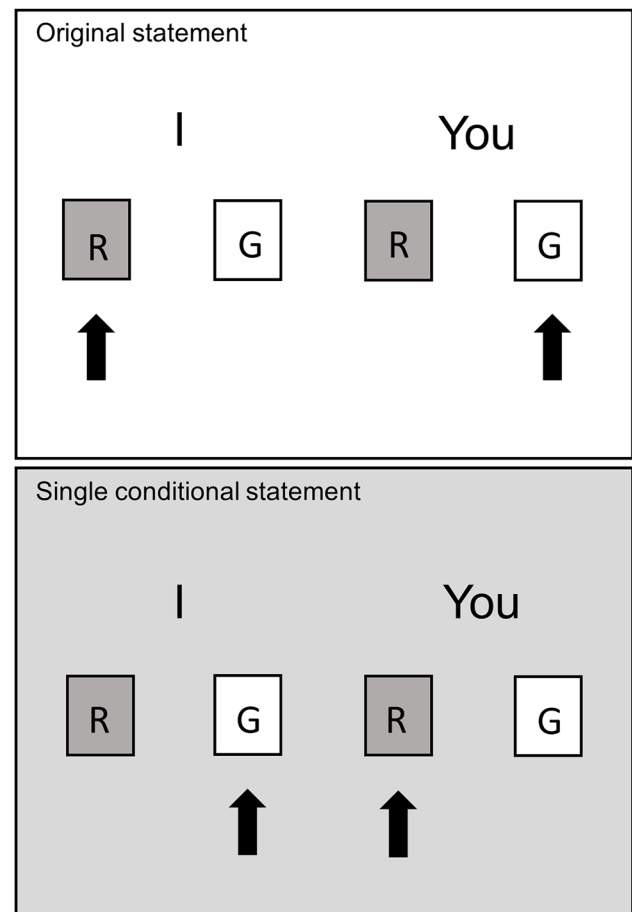 Original statement
I You
R G R G
Single conditional statement
I You
R G R G